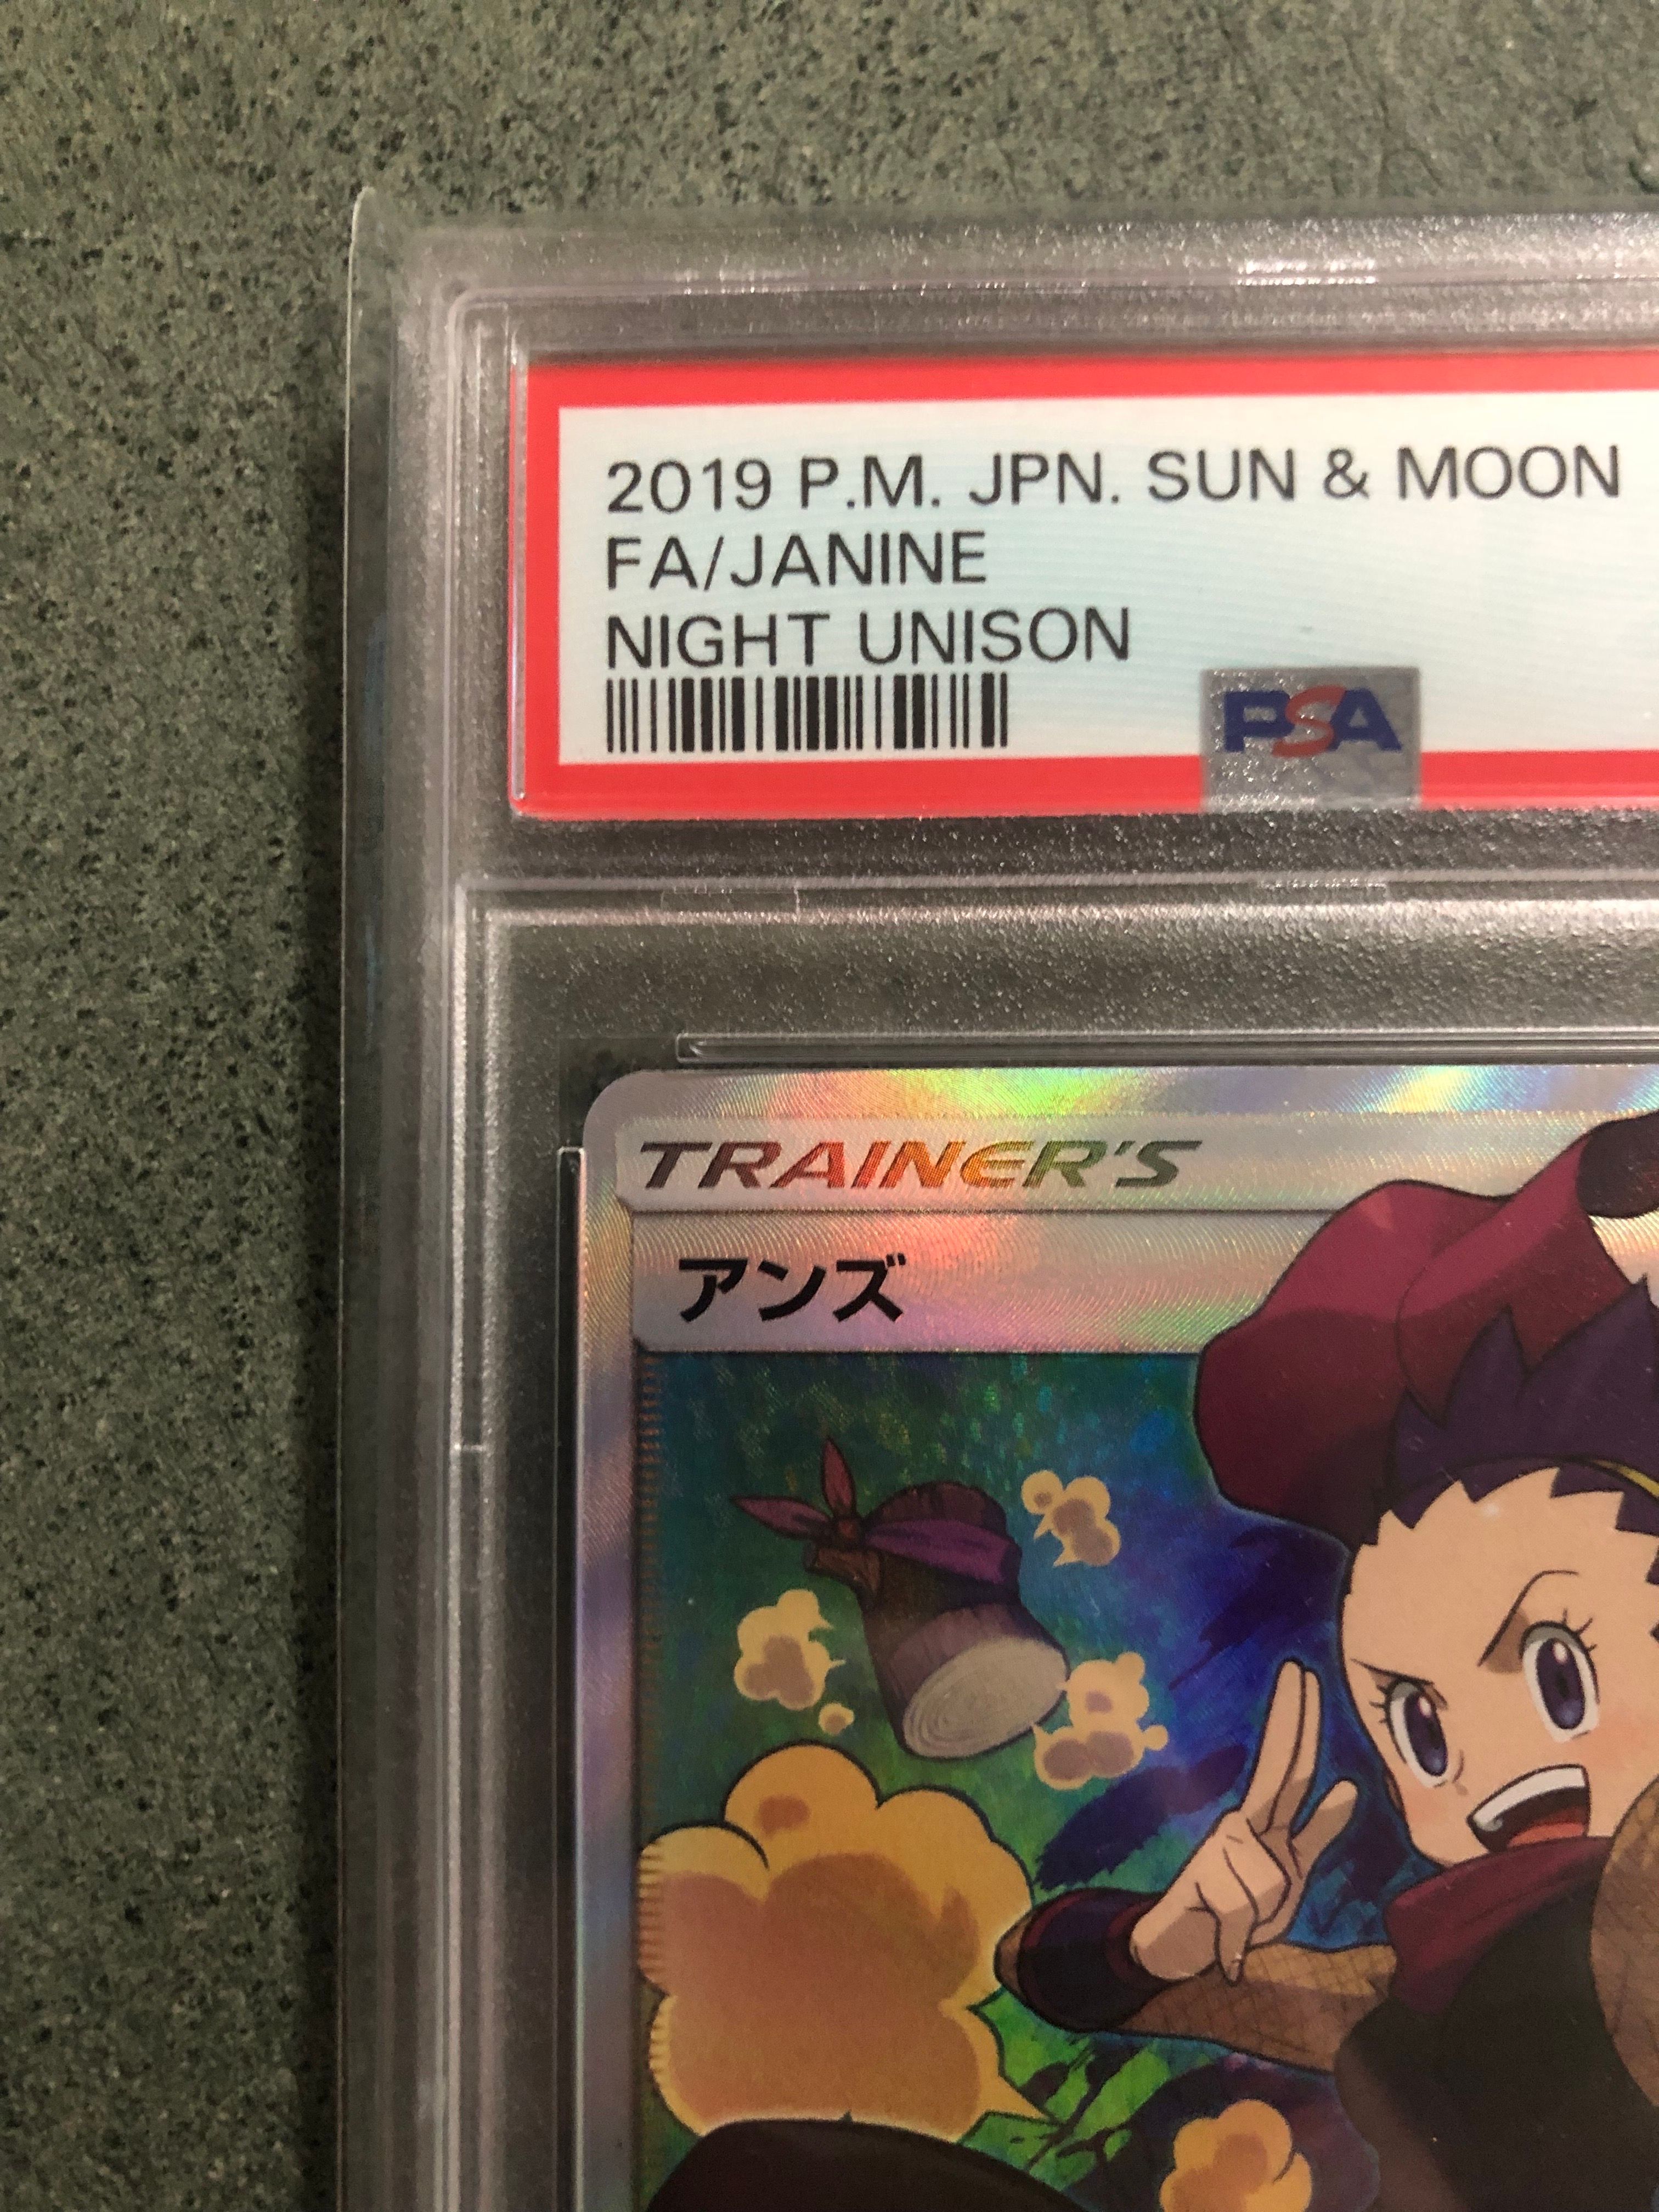 2019 P.M. JPN. SUN & MOON
FA/JANINE
NIGHT UNISON
PSA
TRAINER'S
アンズ